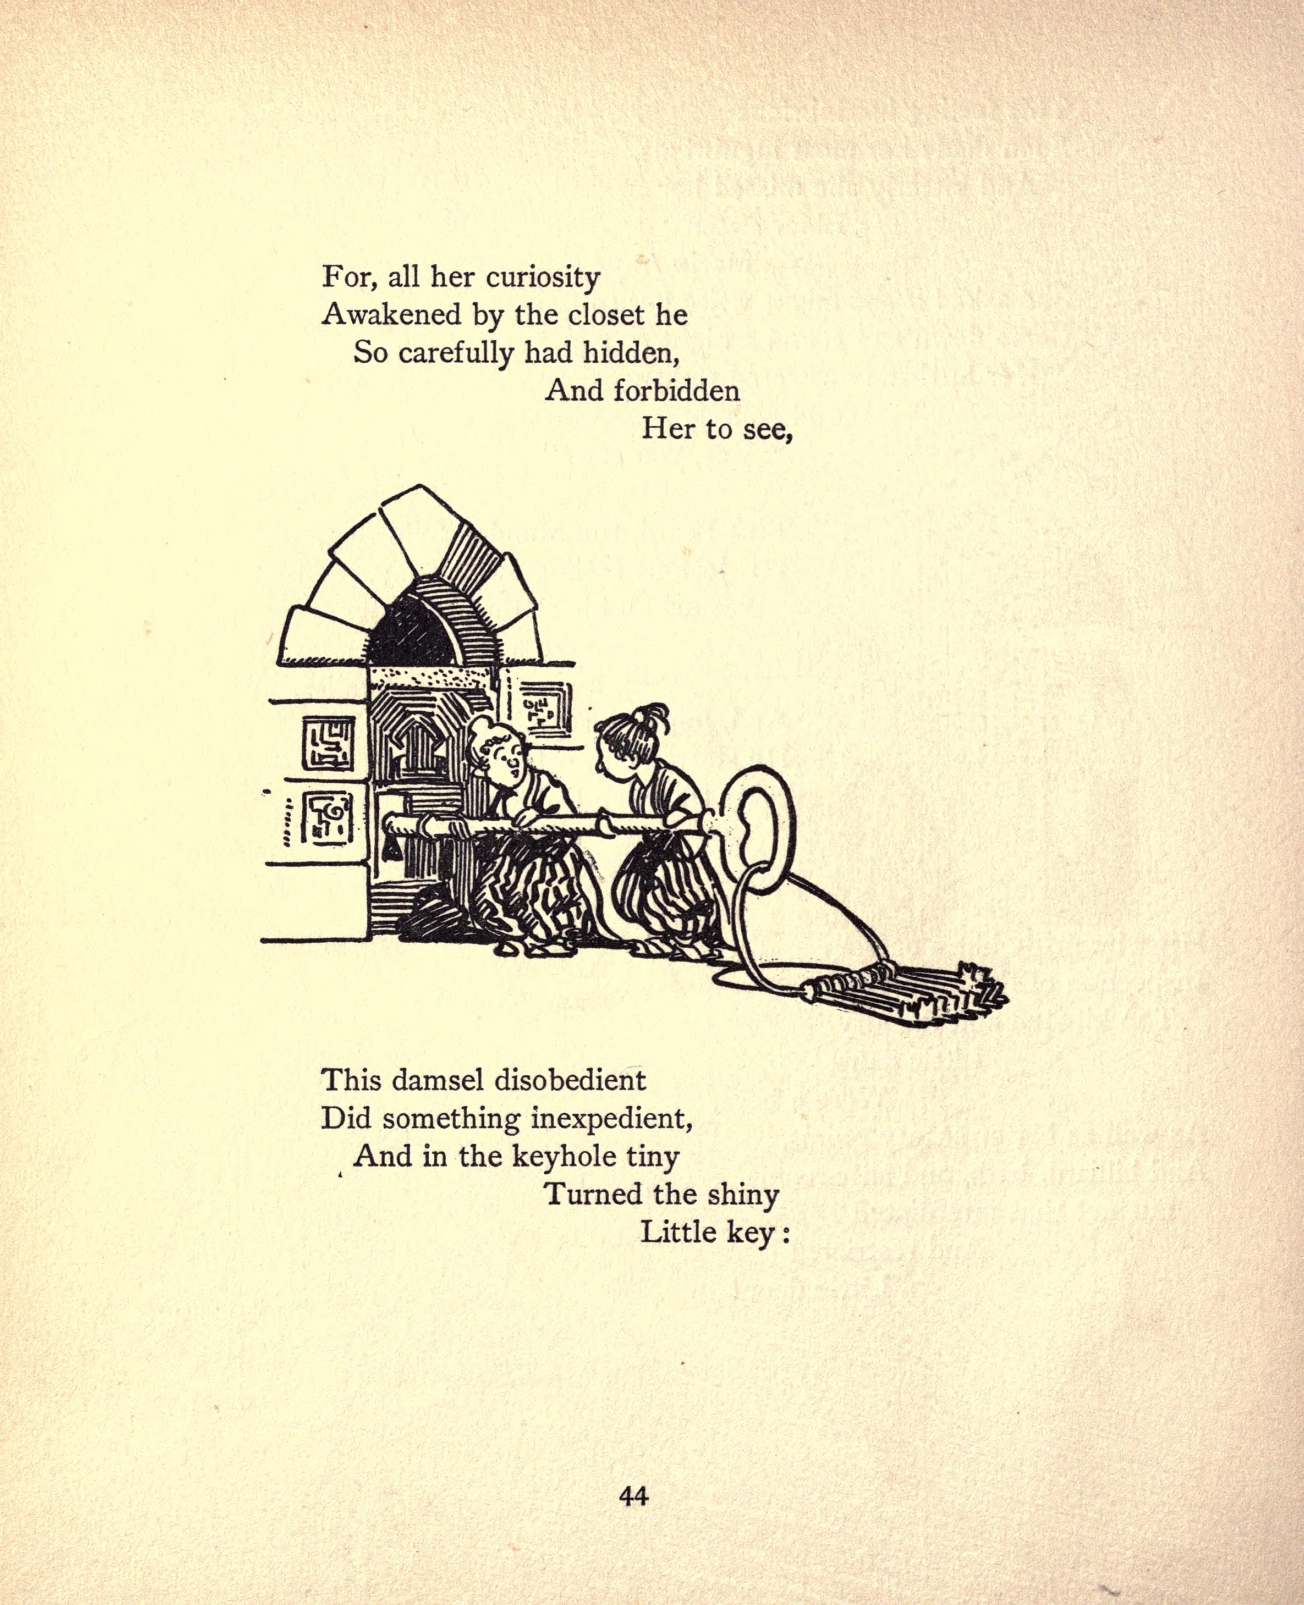 For, all her curiosity
Awakened by the closet he
So carefully had hidden,
And forbidden
Her to see,
This damsel disobedient
Did something inexpedient,
And in the keyhole tiny
Turned the shiny
Little key:
44